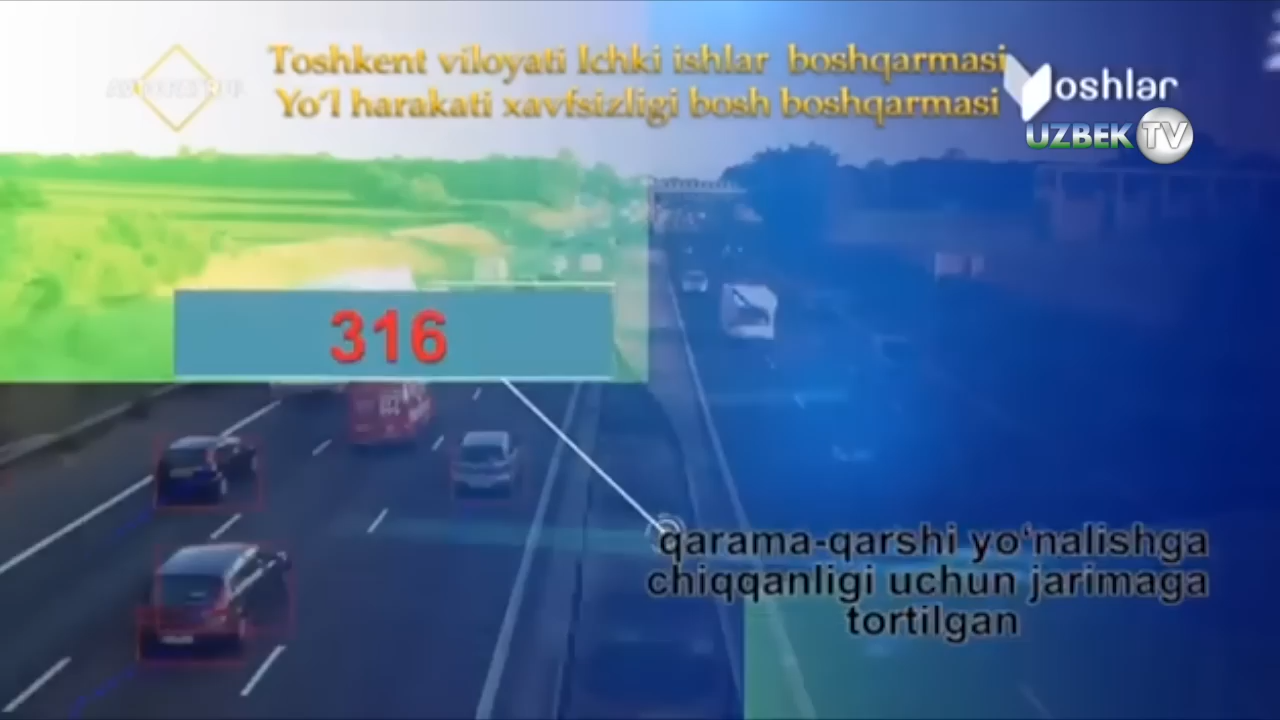 Toshkent viloyati Ichki ishlar boshqarmasi
Yo‘l harakati xavfsizligi bosh boshqarmasi
Yoshlar
UZBEK TV
316
qarama-qarshi yo‘nalishga
chiqqanligi uchun jarimaga
tortilgan